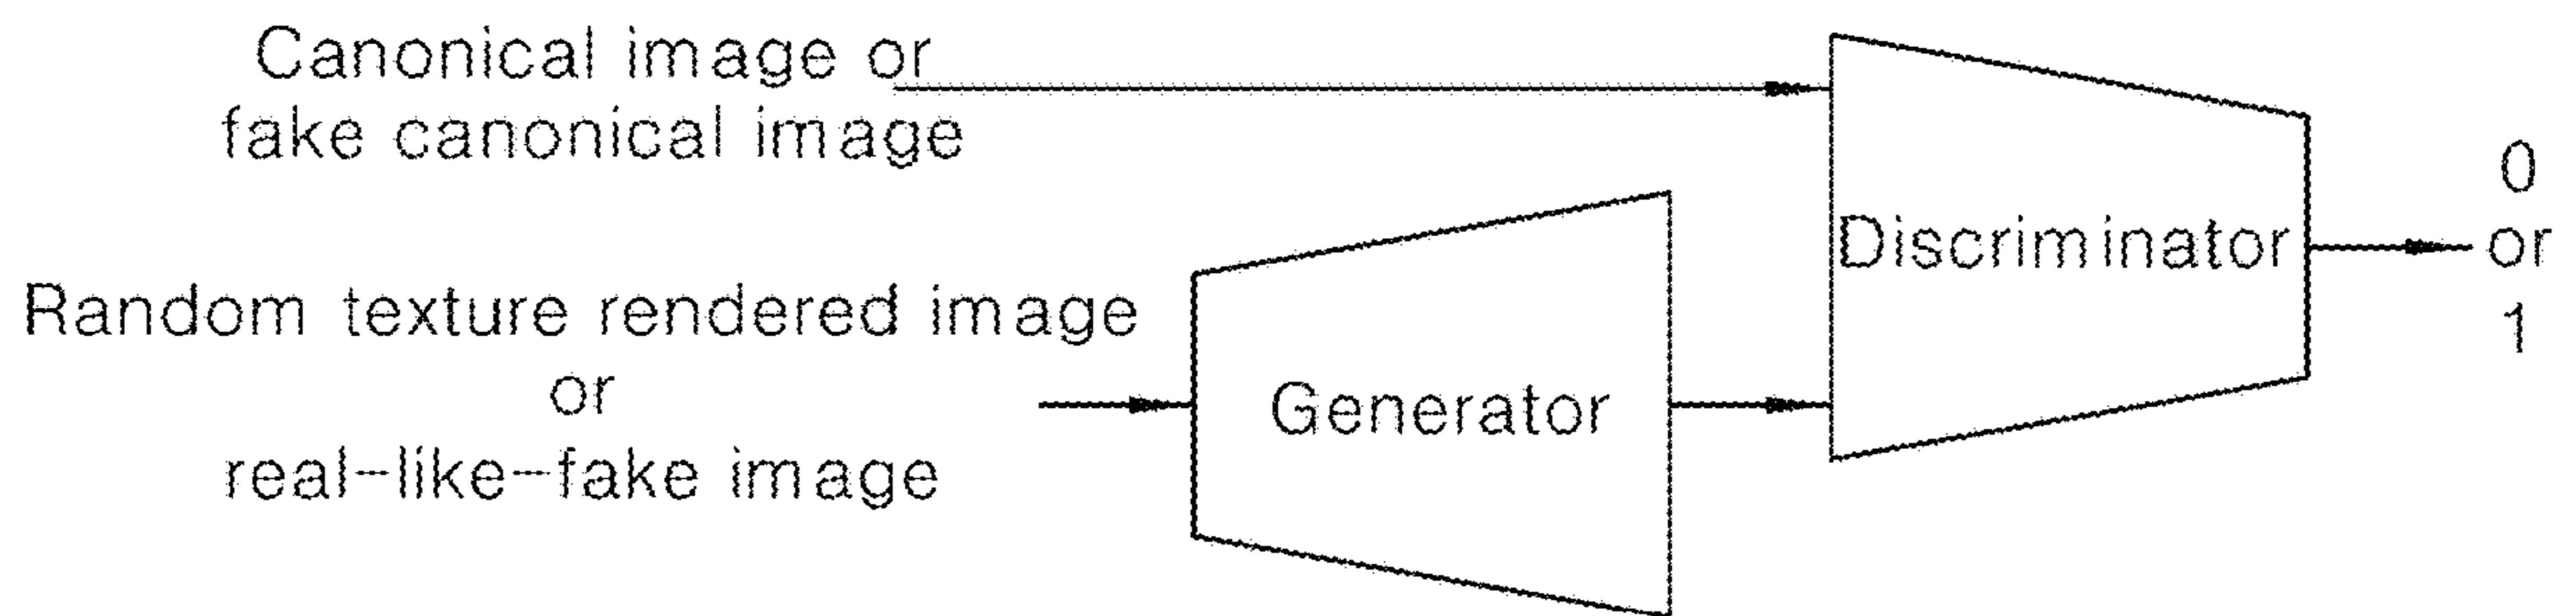 Canonical image or
fake canonical image
Random texture rendered image
or
real-like-fake image
Generator
Discriminator
0
or
1